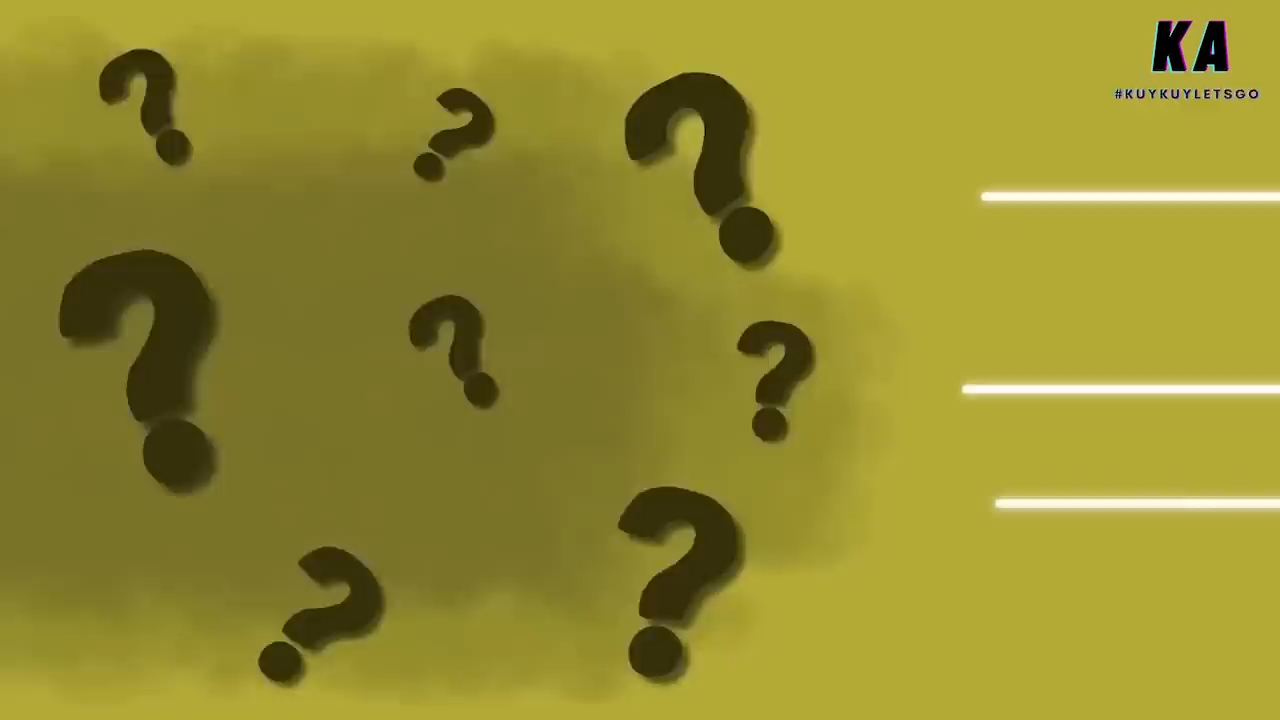 ? ? ?
? ? ?
? ?
KA
#KUYKUYLETSGO